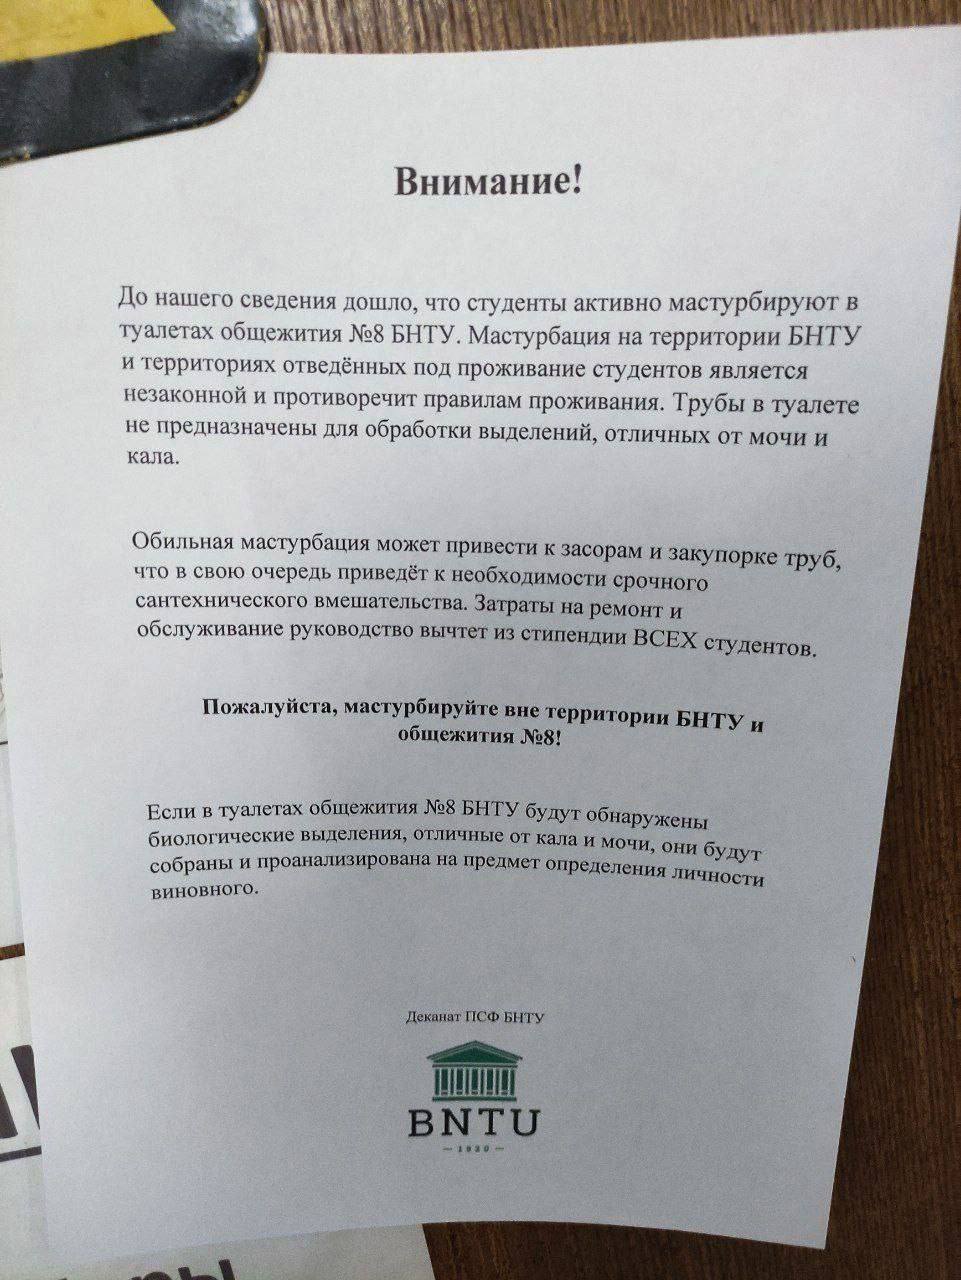 Внимание!
До нашего сведения дошло, что студенты активно мастурбируют в
туалетах общежития №8 БНТУ. Мастурбация на территории БНТУ
и территориях отведённых под проживание студентов является
незаконной и противоречит правилам проживания. Трубы в туалете
не предназначены для обработки выделений, отличных от мочи и
кала.
Обильная мастурбация может привести к засорам и закупорке труб,
что в свою очередь приведёт к необходимости срочного
сантехнического вмешательства. Затраты на ремонт и
обслуживание руководство вычтет из стипендии ВСЕХ студентов.
Пожалуйста, мастурбируйте вне территории БНТУ и
общежития №8!
Если в туалетах общежития №8 БНТУ будут обнаружены
биологические выделения, отличные от кала и мочи, они будут
собраны и проанализирована на предмет определения личности
виновного.
Деканат ПСФ БНТУ
BNTU
– 1920 –